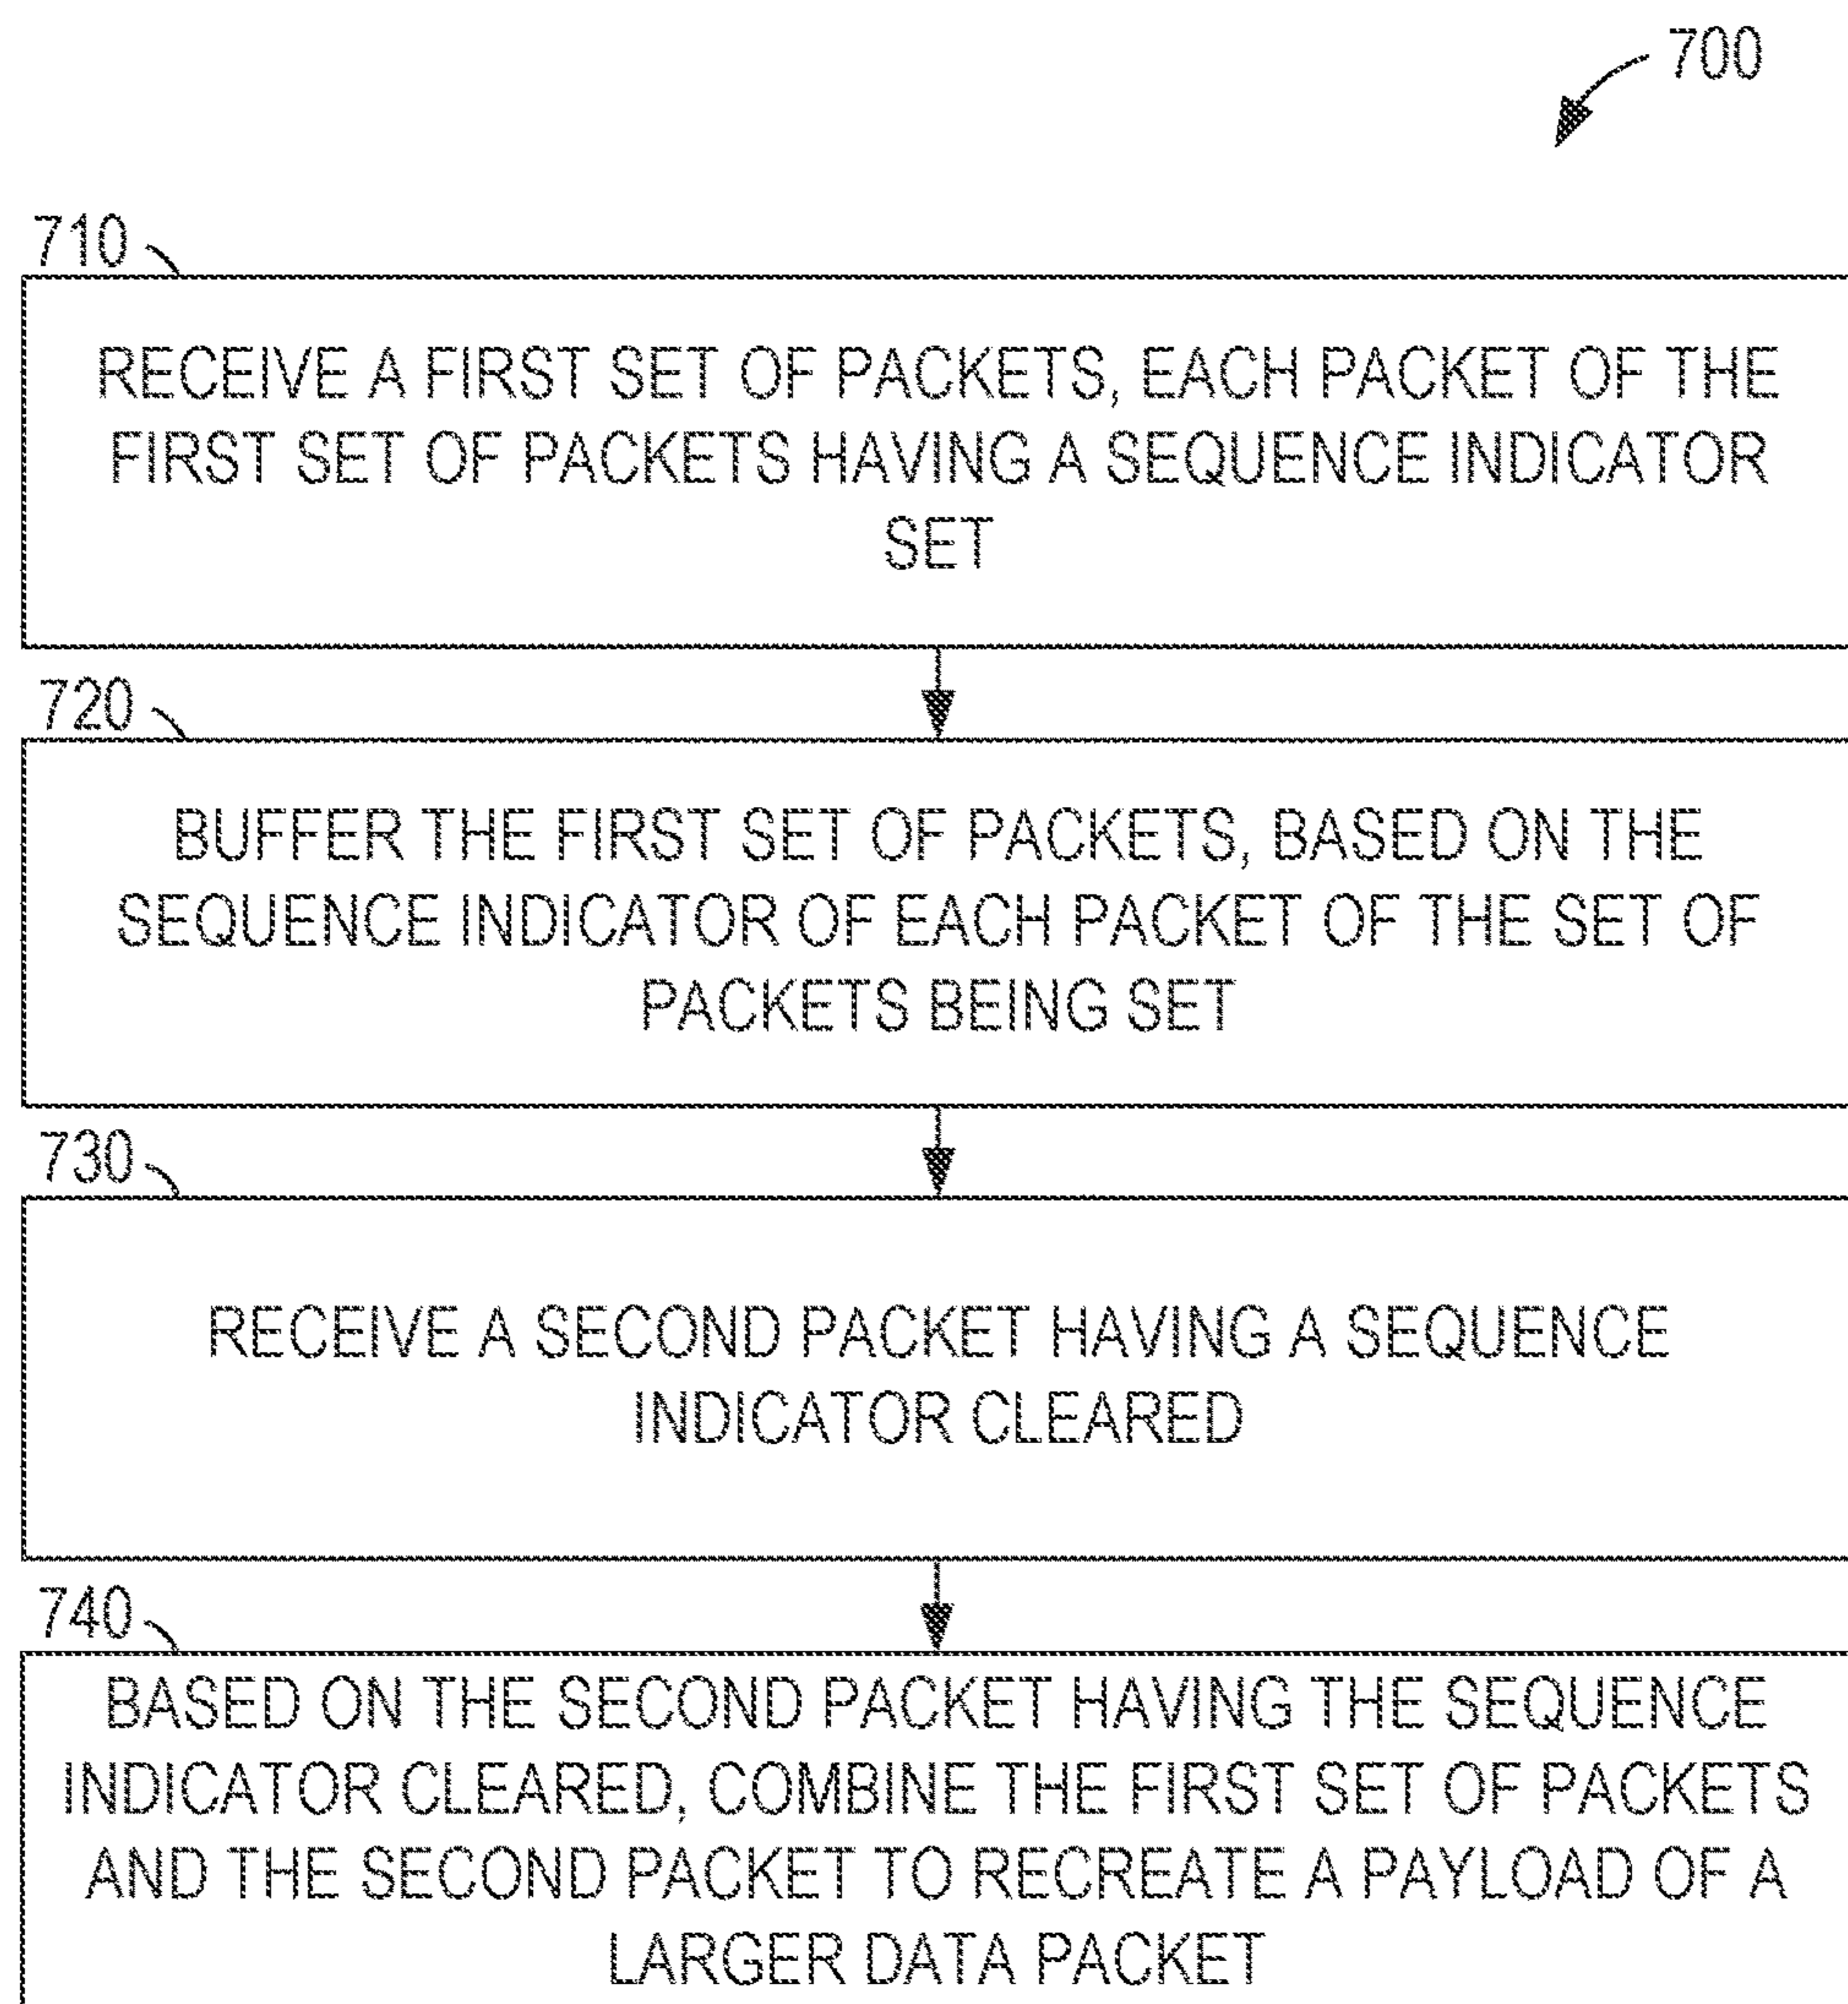 700
710
RECEIVE A FIRST SET OF PACKETS, EACH PACKET OF THE
FIRST SET OF PACKETS HAVING A SEQUENCE INDICATOR
SET
720
BUFFER THE FIRST SET OF PACKETS, BASED ON THE
SEQUENCE INDICATOR OF EACH PACKET OF THE SET OF
PACKETS BEING SET
730
RECEIVE A SECOND PACKET HAVING A SEQUENCE
INDICATOR CLEARED
740
BASED ON THE SECOND PACKET HAVING THE SEQUENCE
INDICATOR CLEARED, COMBINE THE FIRST SET OF PACKETS
AND THE SECOND PACKET TO RECREATE A PAYLOAD OF A
LARGER DATA PACKET